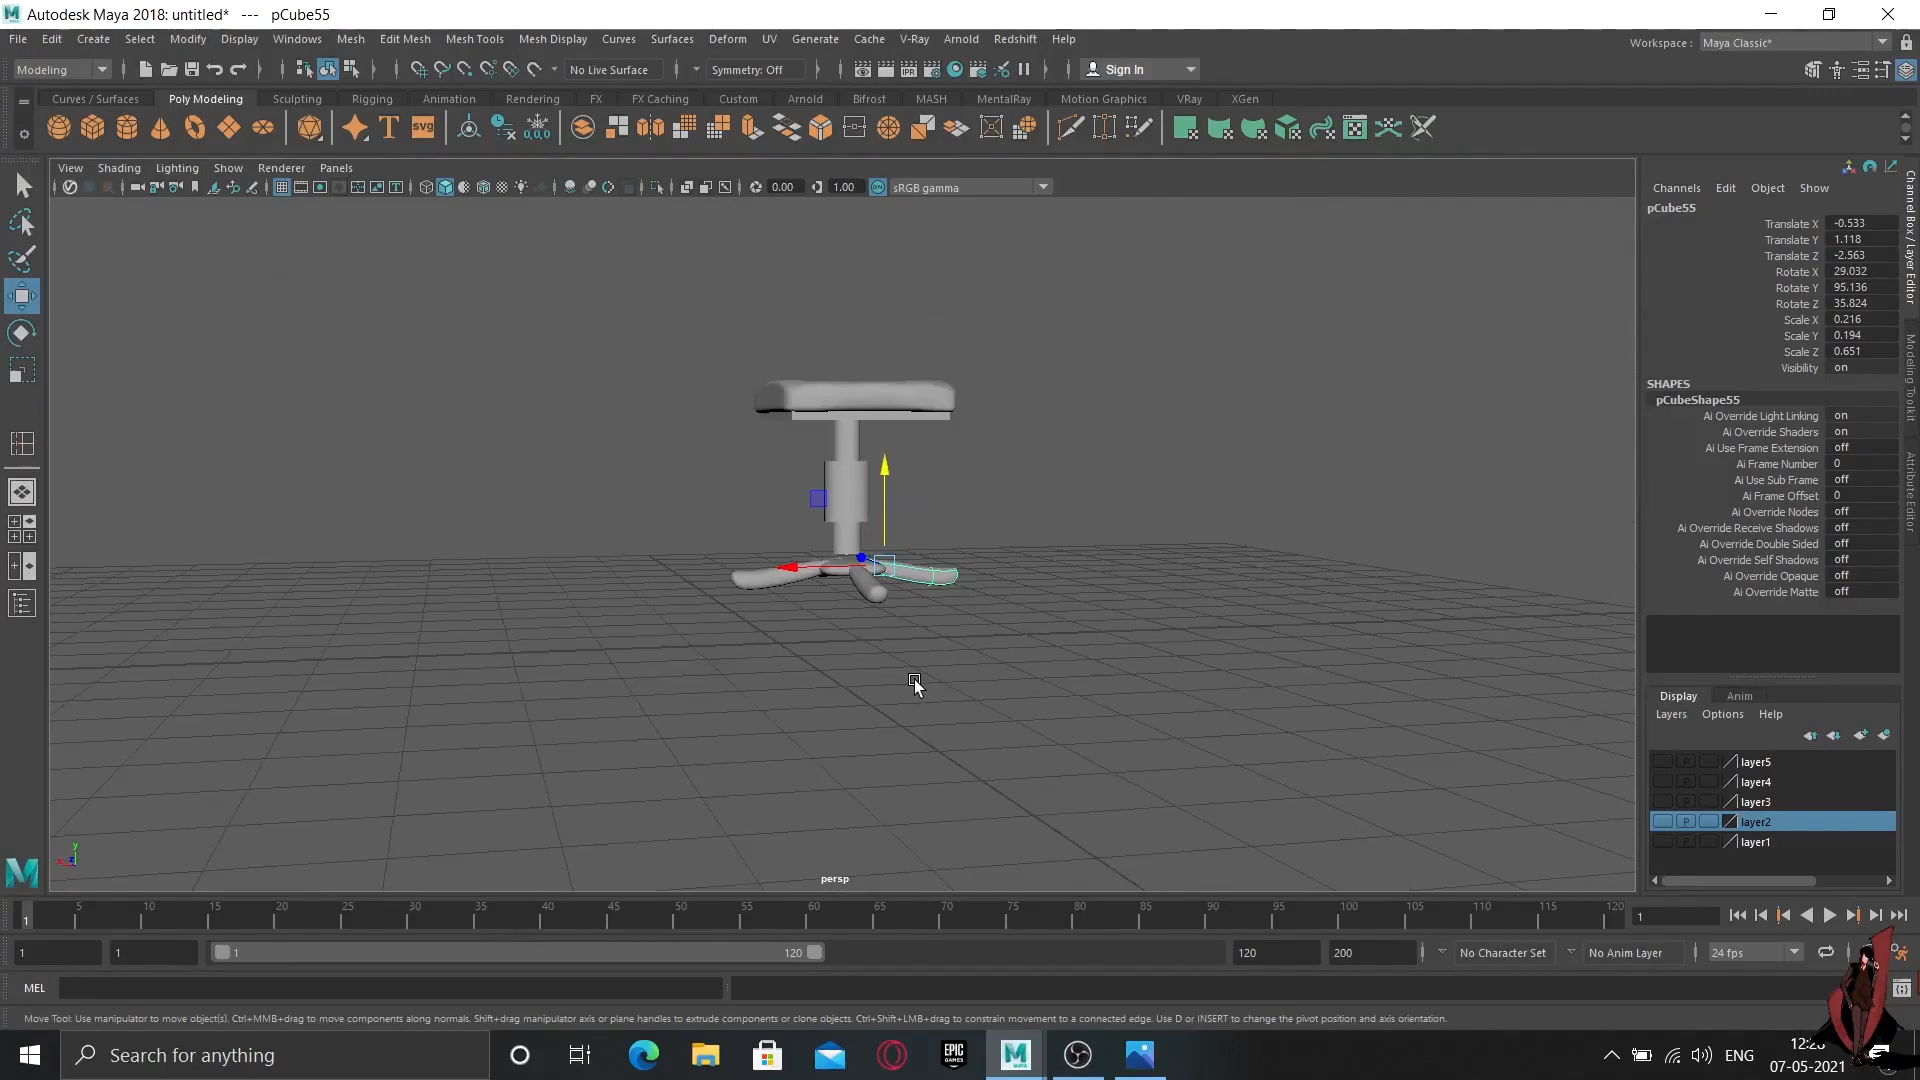 Autodesk Maya 2018: untitled* --- pCube55
File Edit Create Select Modify Display Windows Mesh Edit Mesh Mesh Tools Mesh Display Curves Surfaces Deform UV Generate Cache V-Ray Arnold Redshift Help
Workspace : Maya Classic*
Modeling No Live Surface Symmetry: Off Sign In
Curves / Surfaces Poly Modeling Sculpting Rigging Animation Rendering FX FX Caching Custom Arnold Bifrost MASH MentalRay Motion Graphics VRay XGen
View Shading Lighting Show Renderer Panels
0.00 1.00 sRGB gamma
Channels Edit Object Show
pCube55
Translate X -0.533
Translate Y 1.118
Translate Z -2.563
Rotate X 29.032
Rotate Y 95.136
Rotate Z 35.824
Scale X 0.216
Scale Y 0.194
Scale Z 0.651
Visibility on
SHAPES
pCubeShape55
Ai Override Light Linking on
Ai Override Shaders on
Ai Use Frame Extension off
Ai Frame Number 0
Ai Use Sub Frame off
Ai Frame Offset 0
Ai Override Nodes off
Ai Override Receive Shadows off
Ai Override Double Sided off
Ai Override Self Shadows off
Ai Override Opaque off
Ai Override Matte off
Channel Box / Layer Editor
Modeling Toolkit
Attribute Editor
Display Anim
Layers Options Help
P layer5
P layer4
P layer3
P layer2
P layer1
persp
5 10 15 20 25 30 35 40 45 50 55 60 65 70 75 80 85 90 95 100 105 110 115 120
1 1
1 1 1 120 120 200 No Character Set No Anim Layer 24 fps
MEL
Move Tool: Use manipulator to move object(s). Ctrl+MMB+drag to move components along normals. Shift+drag manipulator axis or plane handles to extrude components or clone objects. Ctrl+Shift+LMB+drag to constrain movement to a connected edge. Use D or INSERT to change the pivot position and axis orientation.
Search for anything
EPIC GAMES
ENG
07-05-2021